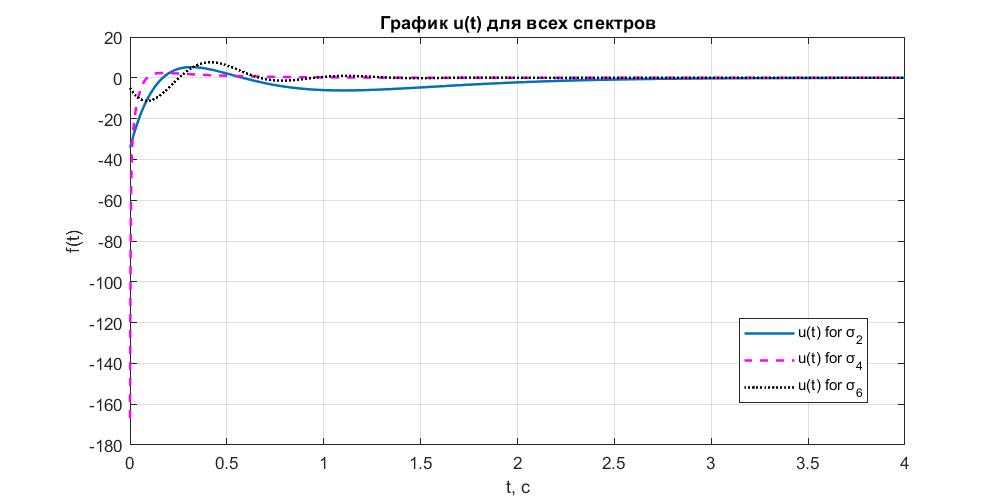 График u(t) для всех спектров
20
0
-20
-40
-60
-80
-100
-120
-140
-160
-180
f(t)
0 0.5 1 1.5 2 2.5 3 3.5 4
t, c
u(t) for σ2
u(t) for σ4
u(t) for σ6